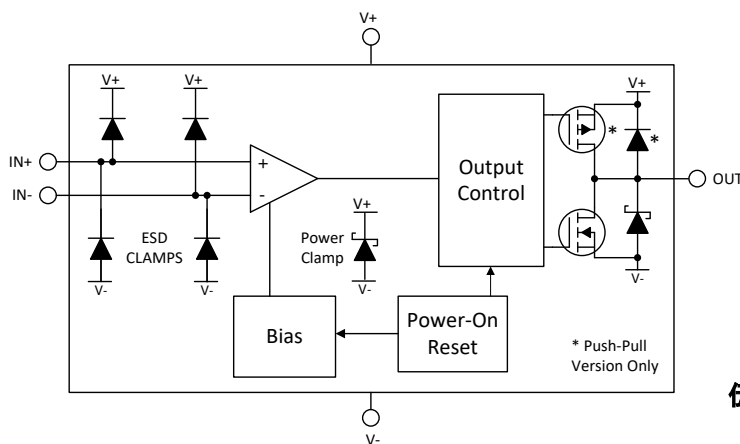 V+
V+
V+
V+
IN+
IN-
+
-
Output
Control
*
*
OUT
ESD
CLAMPS
Power
Clamp
V+
V-
V-
V-
V-
Bias
Power-On
Reset
* Push-Pull
Version Only
V-